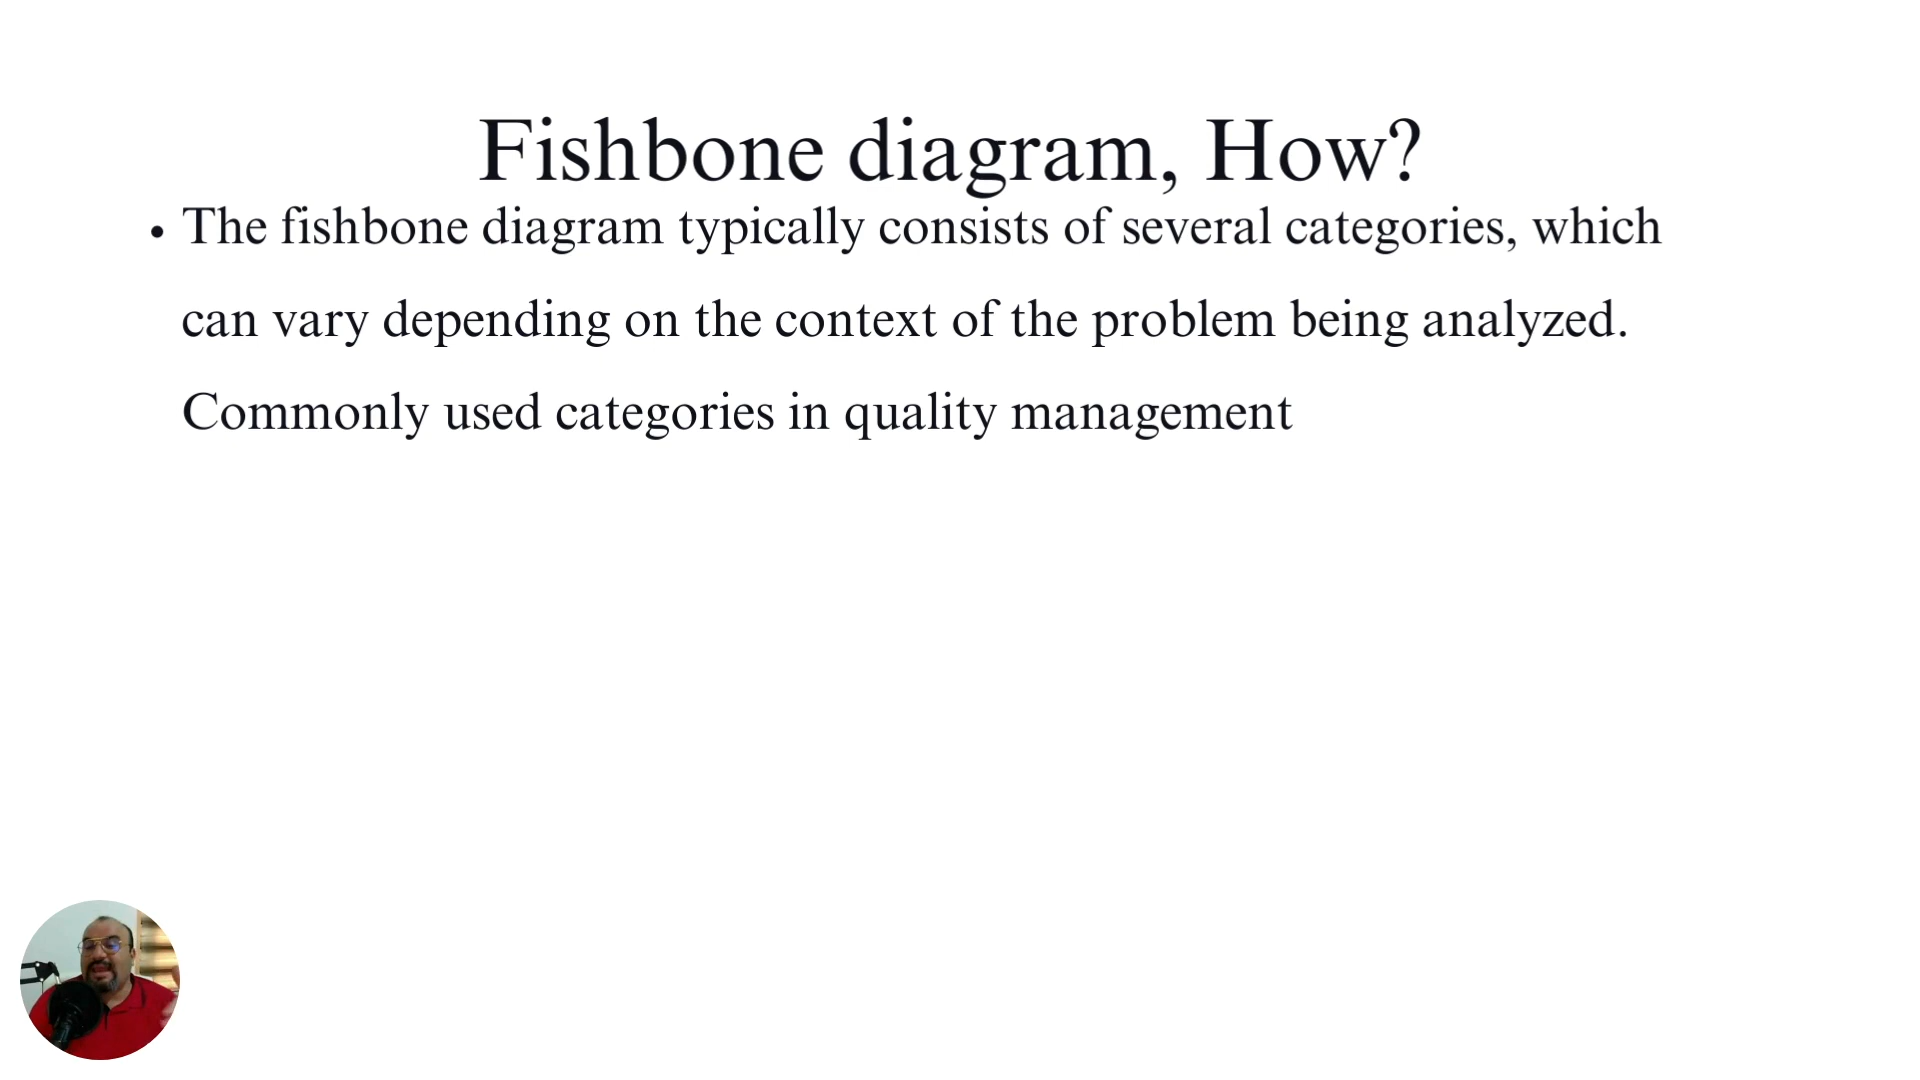 Fishbone diagram, How?
• The fishbone diagram typically consists of several categories, which
can vary depending on the context of the problem being analyzed.
Commonly used categories in quality management